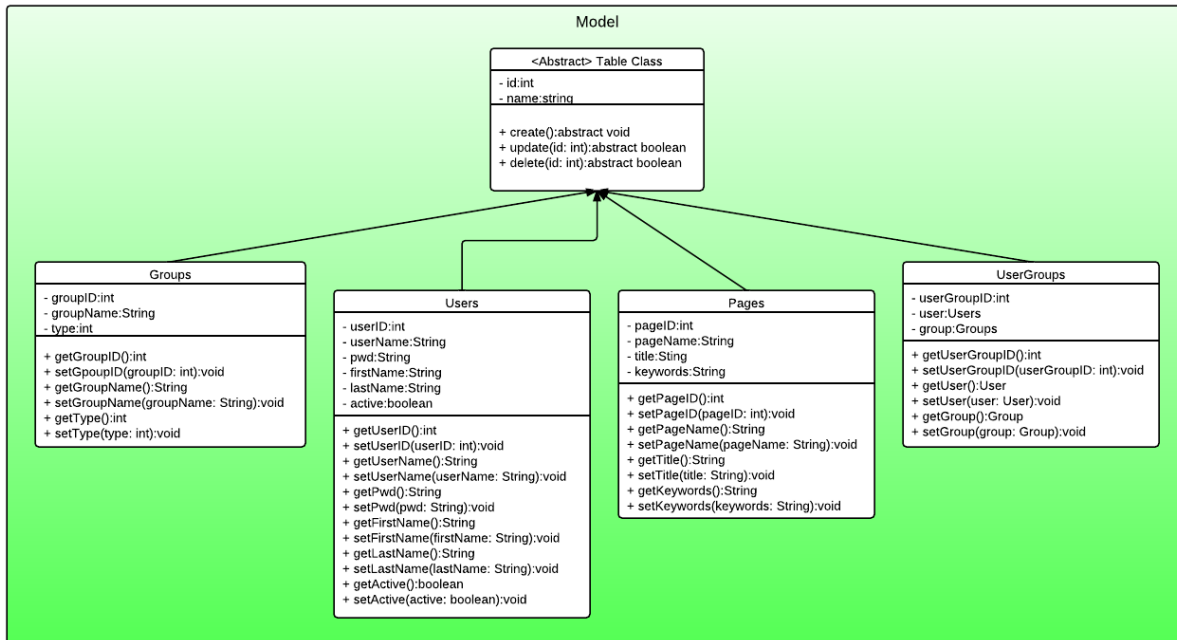 Model
<Abstract> Table Class
- id:int
- name:string
+ create():abstract void
+ update(id: int):abstract boolean
+ delete(id: int):abstract boolean
Groups
- groupID:int
- groupName:String
- type:int
+ getGroupID():int
+ setGpoupID(groupID: int):void
+ getGroupName():String
+ setGroupName(groupName: String):void
+ getType():int
+ setType(type: int):void
Users
- userID:int
- userName:String
- pwd:String
- firstName:String
- lastName:String
- active:boolean
+ getUserID():int
+ setUserID(userID: int):void
+ getUserName():String
+ setUserName(userName: String):void
+ getPwd():String
+ setPwd(pwd: String):void
+ getFirstName():String
+ setFirstName(firstName: String):void
+ getLastName():String
+ setLastName(lastName: String):void
+ getActive():boolean
+ setActive(active: boolean):void
Pages
- pageID:int
- pageName:String
- title:Sting
- keywords:String
+ getPageID():int
+ setPageID(pageID: int):void
+ getPageName():String
+ setPageName(pageName: String):void
+ getTitle():String
+ setTitle(title: String):void
+ getKeywords():String
+ setKeywords(keywords: String):void
UserGroups
- userGroupID:int
- user:Users
- group:Groups
+ getUserGroupID():int
+ setUserGroupID(userGroupID: int):void
+ getUser():User
+ setUser(user: User):void
+ getGroup():Group
+ setGroup(group: Group):void